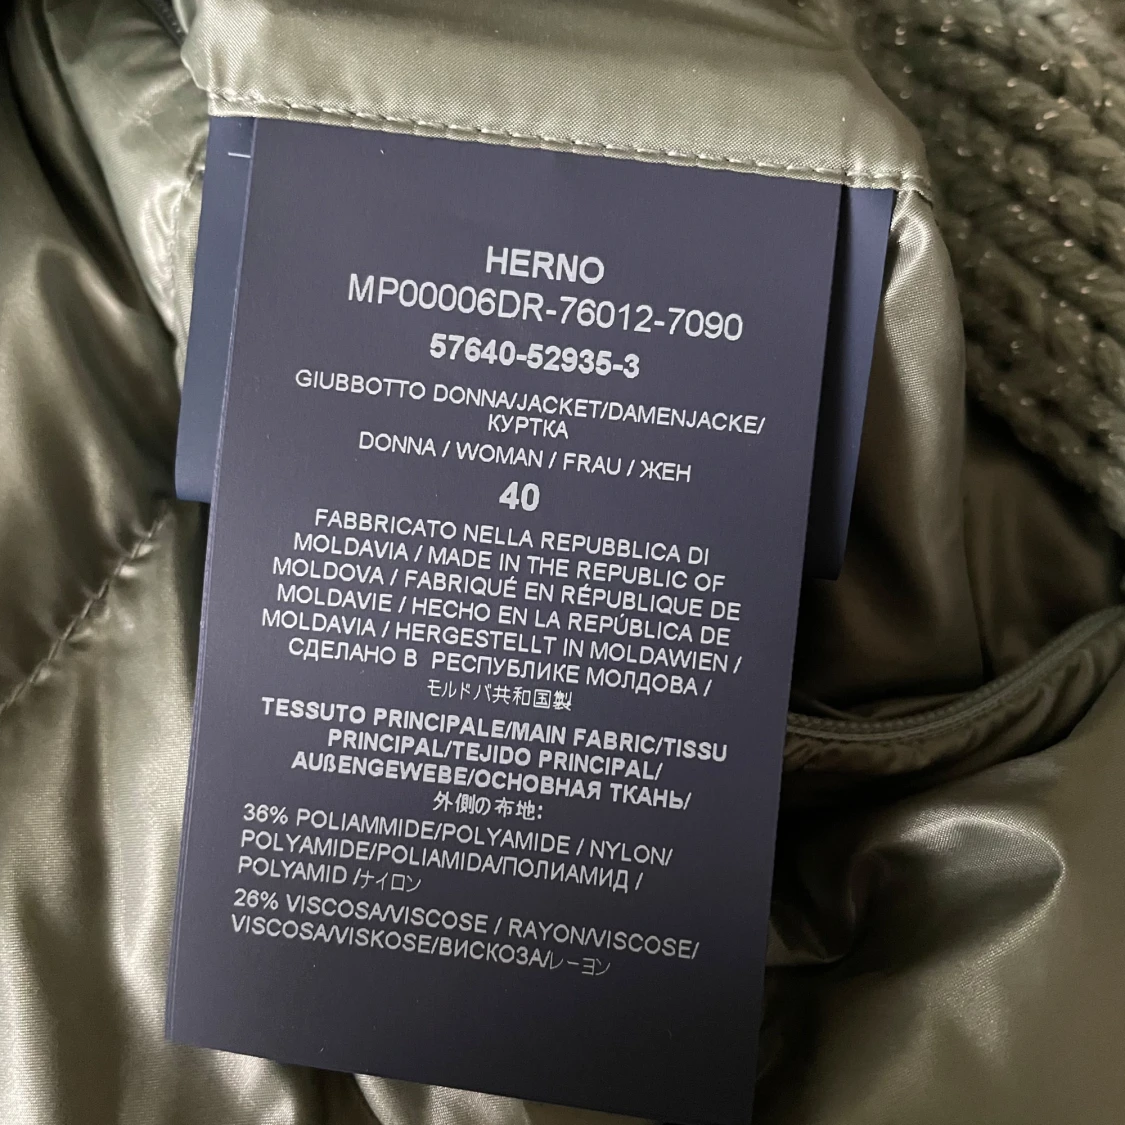 HERNO
MP00006DR-76012-7090
57640-52935-3
GIUBBOTTO DONNA/JACKET/DAMENJACKE/
КУРТКА
DONNA / WOMAN / FRAU / ЖЕН
40
FABBRICATO NELLA REPUBBLICA DI
MOLDAVIA / MADE IN THE REPUBLIC OF
MOLDOVA / FABRIQUÉ EN RÉPUBLIQUE DE
MOLDAVIE / HECHO EN LA REPÚBLICA DE
MOLDAVIA / HERGESTELLT IN MOLDAWIEN /
СДЕЛАНО В РЕСПУБЛИКЕ МОЛДОВА /
モルドバ共和国製
TESSUTO PRINCIPALE/MAIN FABRIC/TISSU
PRINCIPAL/TEJIDO PRINCIPAL/
AUßENGEWEBE/ОСНОВНАЯ ТКАНЬ/
外側の布地:
36% POLIAMMIDE/POLYAMIDE / NYLON/
POLYAMIDE/POLIAMIDA/ПОЛИАМИД /
POLYAMID /ナイロン
26% VISCOSA/VISCOSE / RAYON/VISCOSE/
VISCOSA/VISKOSE/ВИСКОЗА/レーヨン